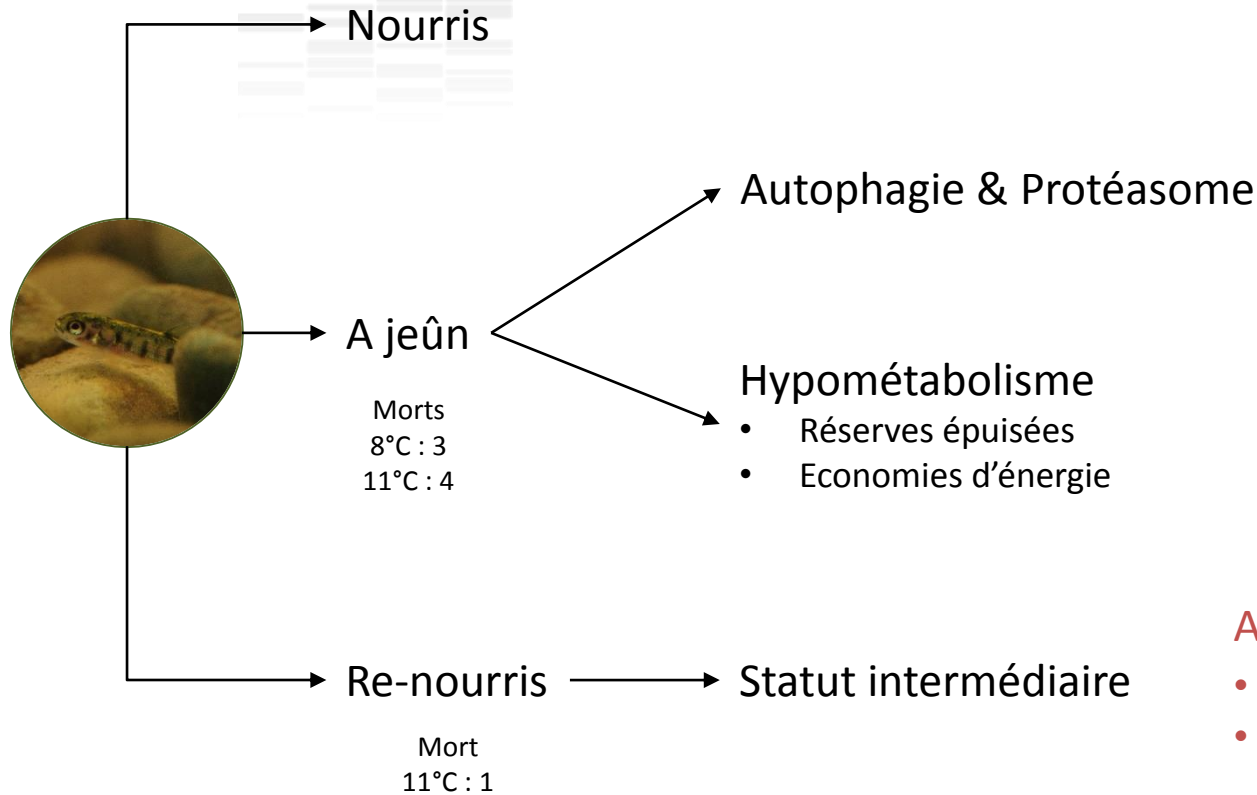 Nourris
Autophagie & Protéasome
A jeûn
Morts
8°C : 3
11°C : 4
Hypométabolisme
• Réserves épuisées
• Economies d’énergie
Re-nourris
Statut intermédiaire
A
•
•
Mort
11°C : 1